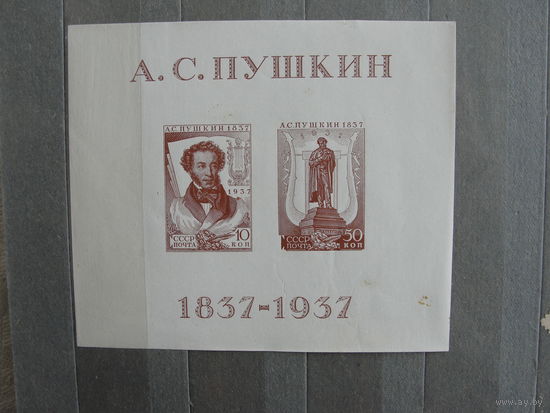 А. С. ПУШКИН
А.С.ПУШКИН 1837
1937
СССР
ПОЧТА
10
КОП
А.С.ПУШКИН 1837
1937
СССР
ПОЧТА
50
КОП
1837-1937
www.ay.by